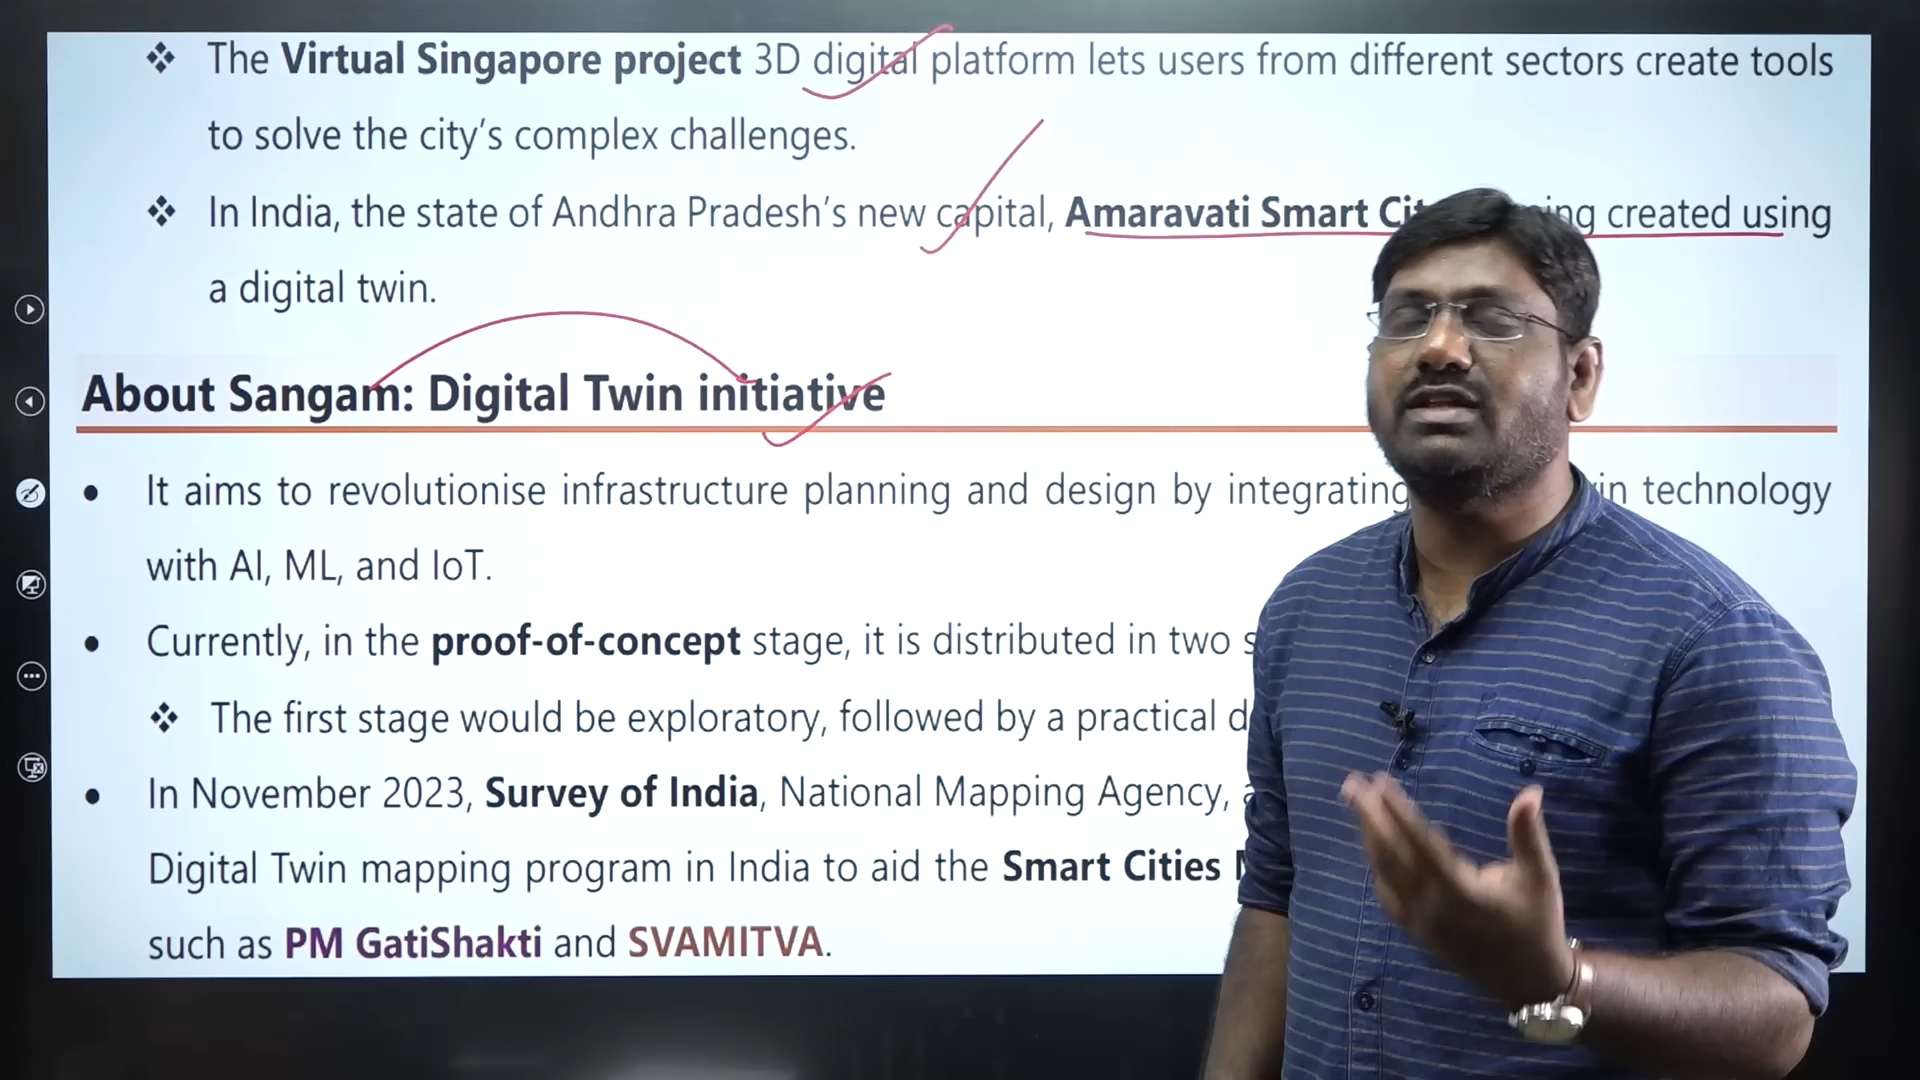 The Virtual Singapore project 3D digital platform lets users from different sectors create tools
to solve the city's complex challenges.
In India, the state of Andhra Pradesh's new capital, Amaravati Smart created using
a digital twin.
About Sangam: Digital Twin initiative
It aims to revolutionise infrastructure planning and design by integrating technology
with AI, ML, and IoT.
Currently, in the proof-of-concept stage, it is distributed in two
The first stage would be exploratory, followed by a practical
In November 2023, Survey of India, National Mapping Agency,
Digital Twin mapping program in India to aid the Smart Cities
such as PM GatiShakti and SVAMITVA.